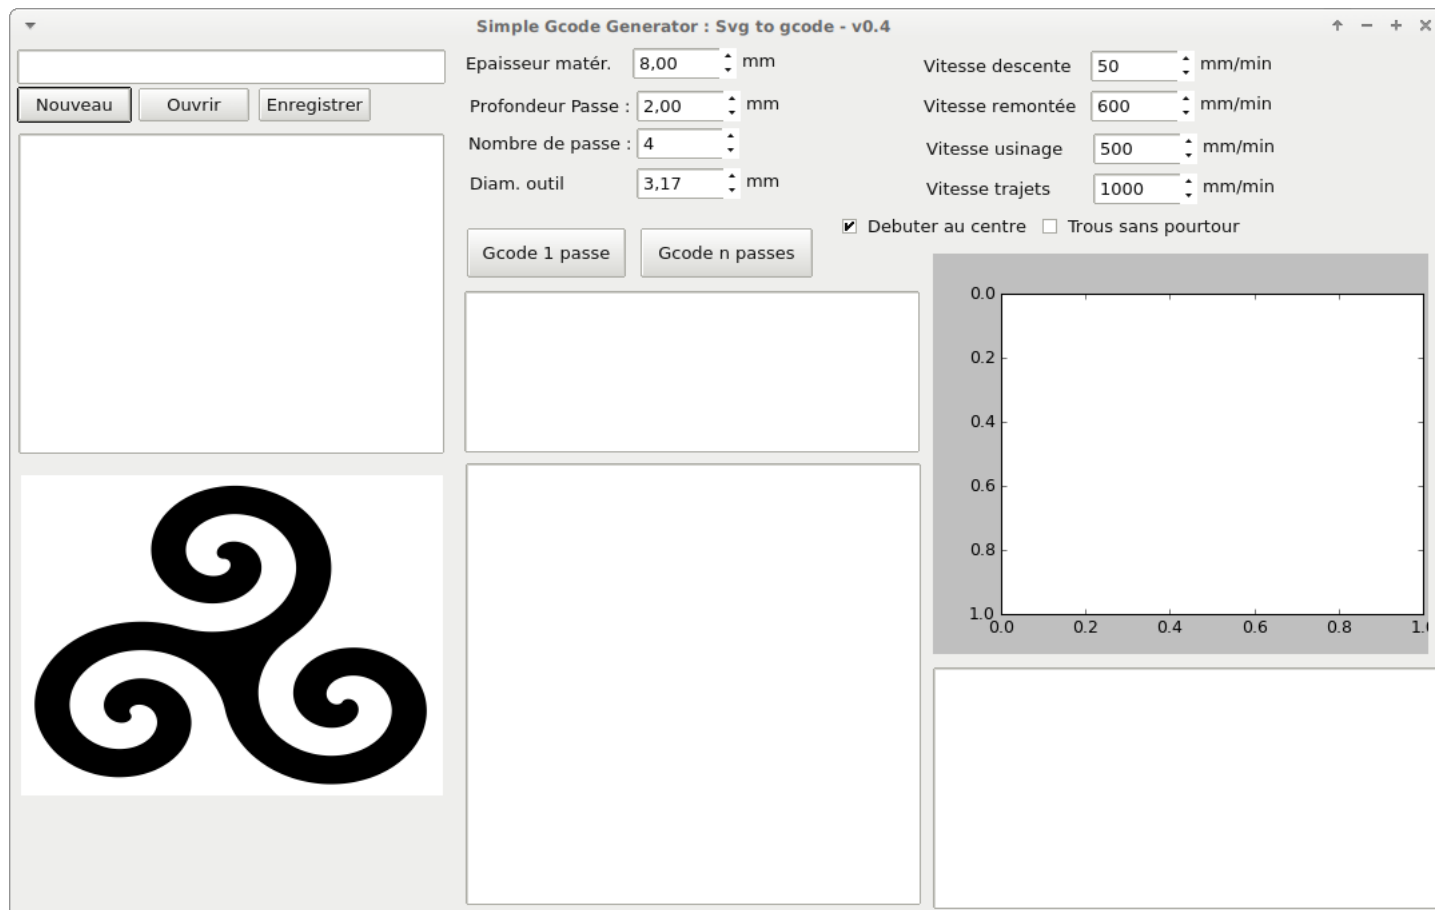 Simple Gcode Generator : Svg to gcode - v0.4
Nouveau Ouvrir Enregistrer
Epaisseur matér. 8,00 mm
Profondeur Passe : 2,00 mm
Nombre de passe : 4
Diam. outil 3,17 mm
Vitesse descente 50 mm/min
Vitesse remontée 600 mm/min
Vitesse usinage 500 mm/min
Vitesse trajets 1000 mm/min
Debuter au centre Trous sans pourtour
Gcode 1 passe Gcode n passes
0.0
0.2
0.4
0.6
0.8
1.0
0.0 0.2 0.4 0.6 0.8